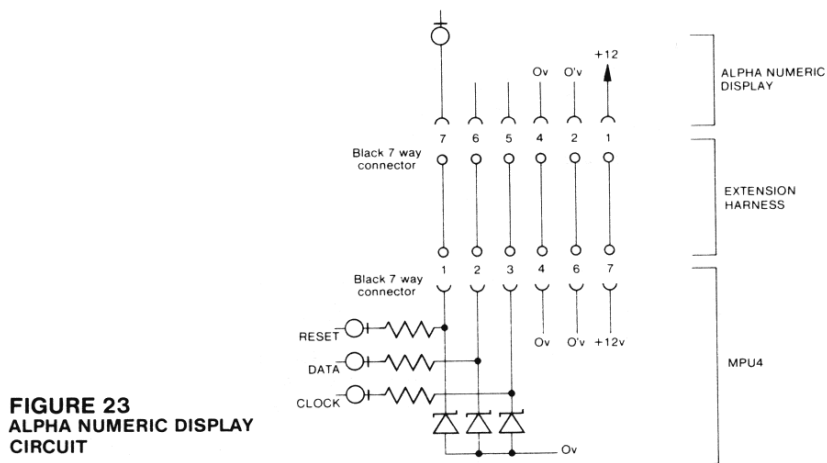 +12
Ov O'v
ALPHA NUMERIC
DISPLAY
7 6 5 4 2 1
Black 7 way
connector
EXTENSION
HARNESS
1 2 3 4 6 7
Black 7 way
connector
RESET
Ov O'v +12v
DATA
MPU4
CLOCK
FIGURE 23
ALPHA NUMERIC DISPLAY
CIRCUIT
Ov